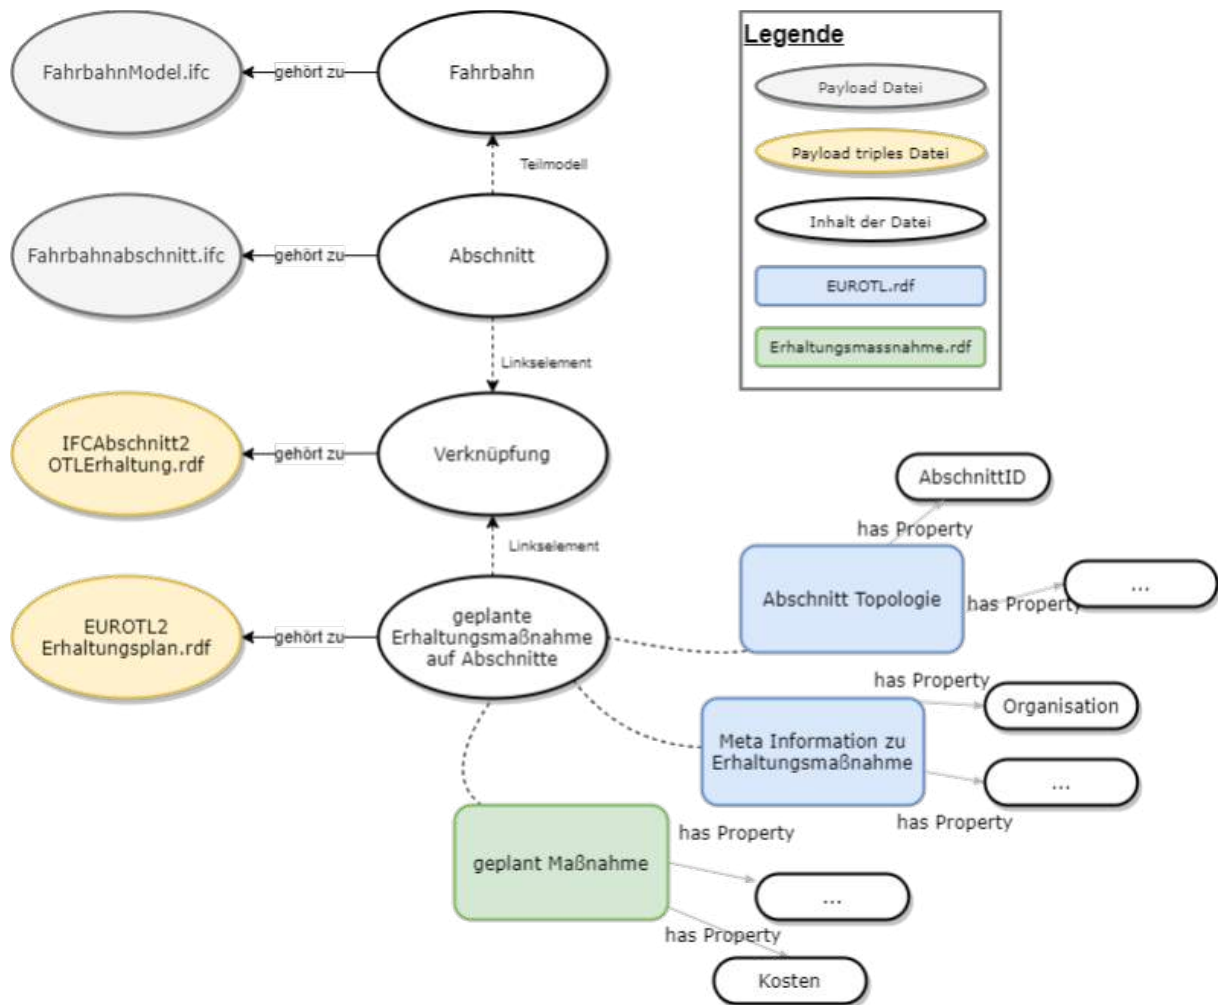 FahrbahnModel.ifc
gehört zu
Fahrbahn
Teilmodell
Fahrbahnabschnitt.ifc
gehört zu
Abschnitt
Linkselement
IFCAbschnitt2
OTLErhaltung.rdf
gehört zu
Verknüpfung
Linkselement
EUROTL2
Erhaltungsplan.rdf
gehört zu
geplante
Erhaltungsmaßnahme
auf Abschnitte
Legende
Payload Datei
Payload triples Datei
Inhalt der Datei
EUROTL.rdf
Erhaltungsmassnahme.rdf
AbschnittID
has Property
Abschnitt Topologie
has Property
...
has Property
Organisation
Meta Information zu
Erhaltungsmaßnahme
...
has Property
geplant Maßnahme
has Property
...
has Property
Kosten